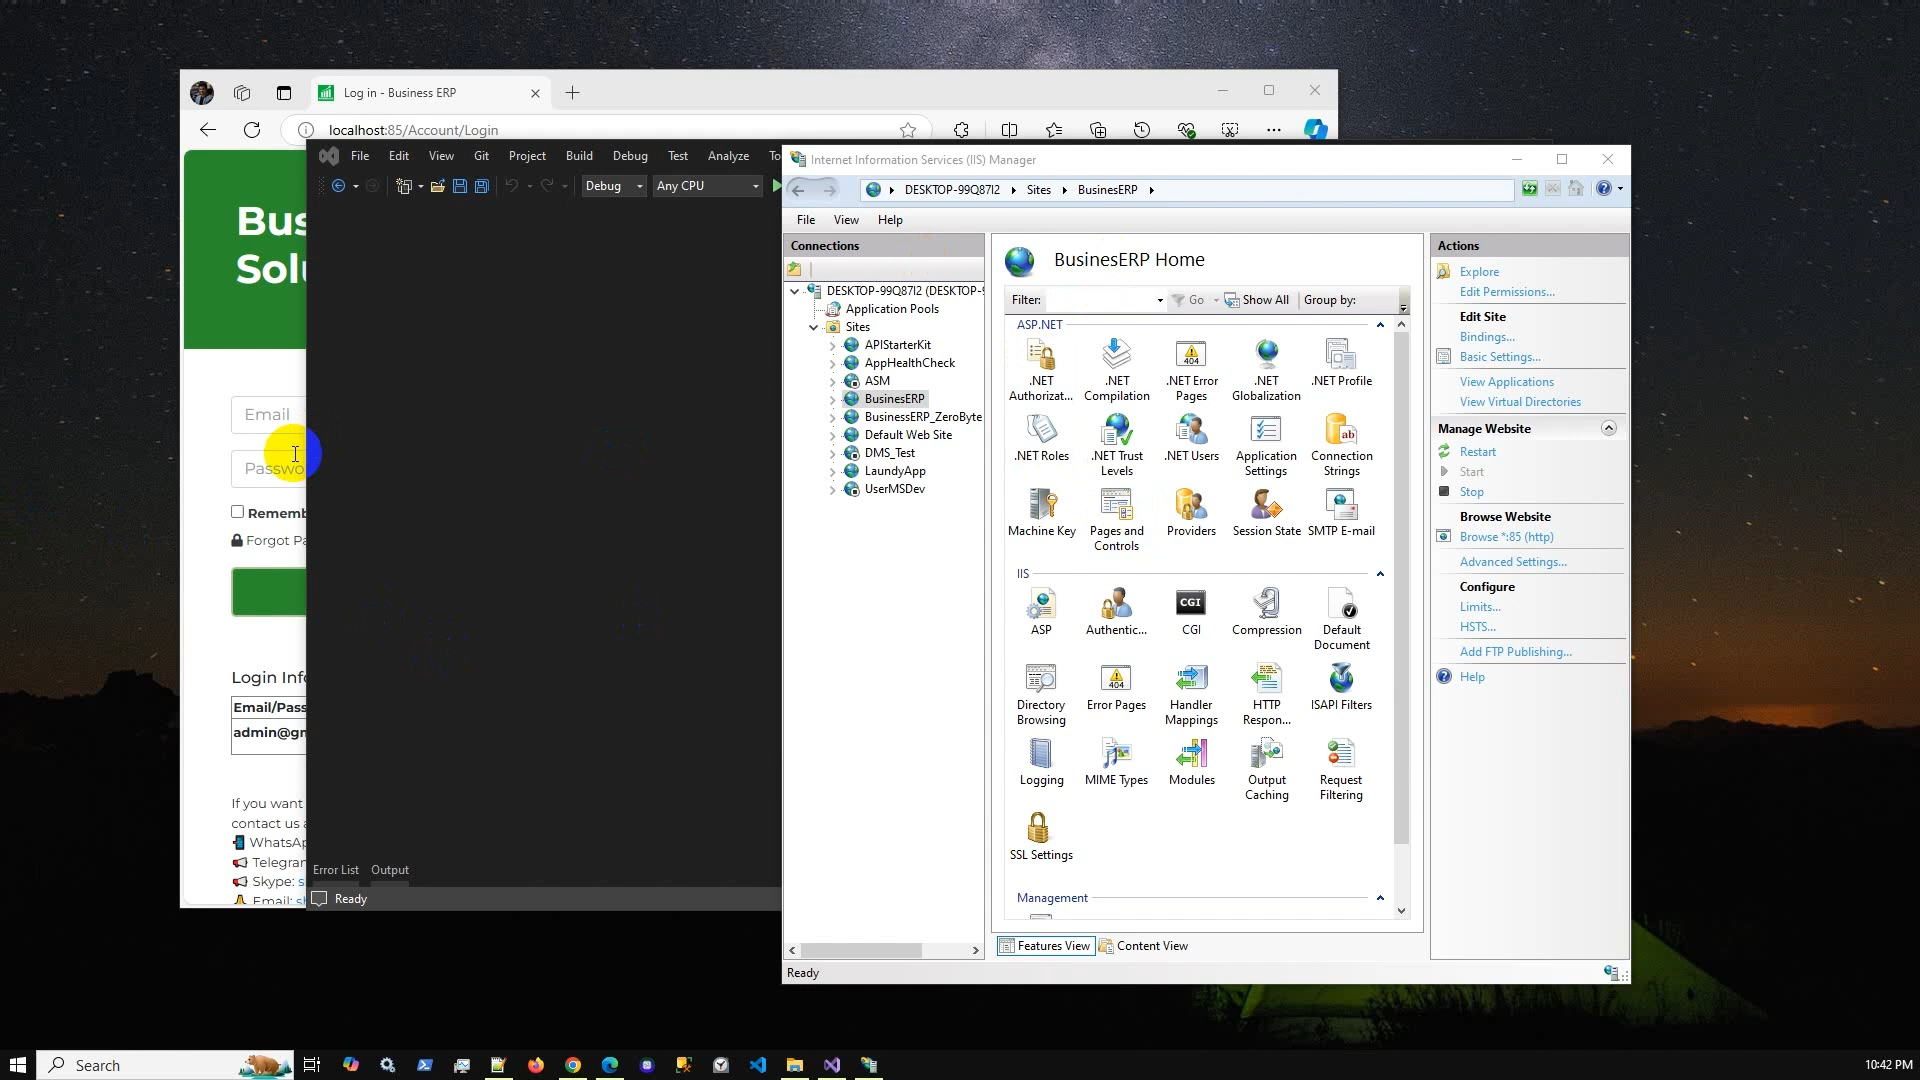 Log in - Business ERP
localhost:85/Account/Login
File Edit View Git Project Build Debug Test Analyze
Debug Any CPU
Email
Forgot
Login
Email/Pass
If you want
contact us
Skype:
Email:
Error List Output
Ready
Internet Information Services (IIS) Manager
DESKTOP-99Q87I2 Sites BusinesERP
File View Help
Connections
DESKTOP-99Q87I2 (DESKTOP-9
Application Pools
Sites
APIStarterKit
AppHealthCheck
ASM
BusinesERP
BusinessERP_ZeroByte
Default Web Site
DMS_Test
LaundyApp
UserMSDev
BusinesERP Home
Filter: Go Show All Group by:
ASP.NET
.NET Authorizat...
.NET Compilation
.NET Error Pages
.NET Globalization
.NET Profile
.NET Roles
.NET Trust Levels
.NET Users
Application Settings
Connection Strings
Machine Key
Pages and Controls
Providers
Session State
SMTP E-mail
IIS
ASP
Authentic...
CGI
Compression
Default Document
Directory Browsing
Error Pages
Handler Mappings
HTTP Respon...
ISAPI Filters
Logging
MIME Types
Modules
Output Caching
Request Filtering
SSL Settings
Management
Features View Content View
Ready
Actions
Explore
Edit Permissions...
Edit Site
Bindings...
Basic Settings...
View Applications
View Virtual Directories
Manage Website
Restart
Start
Stop
Browse Website
Browse *:85 (http)
Advanced Settings...
Configure
Limits...
HSTS...
Add FTP Publishing...
Help
Search
10:42 PM